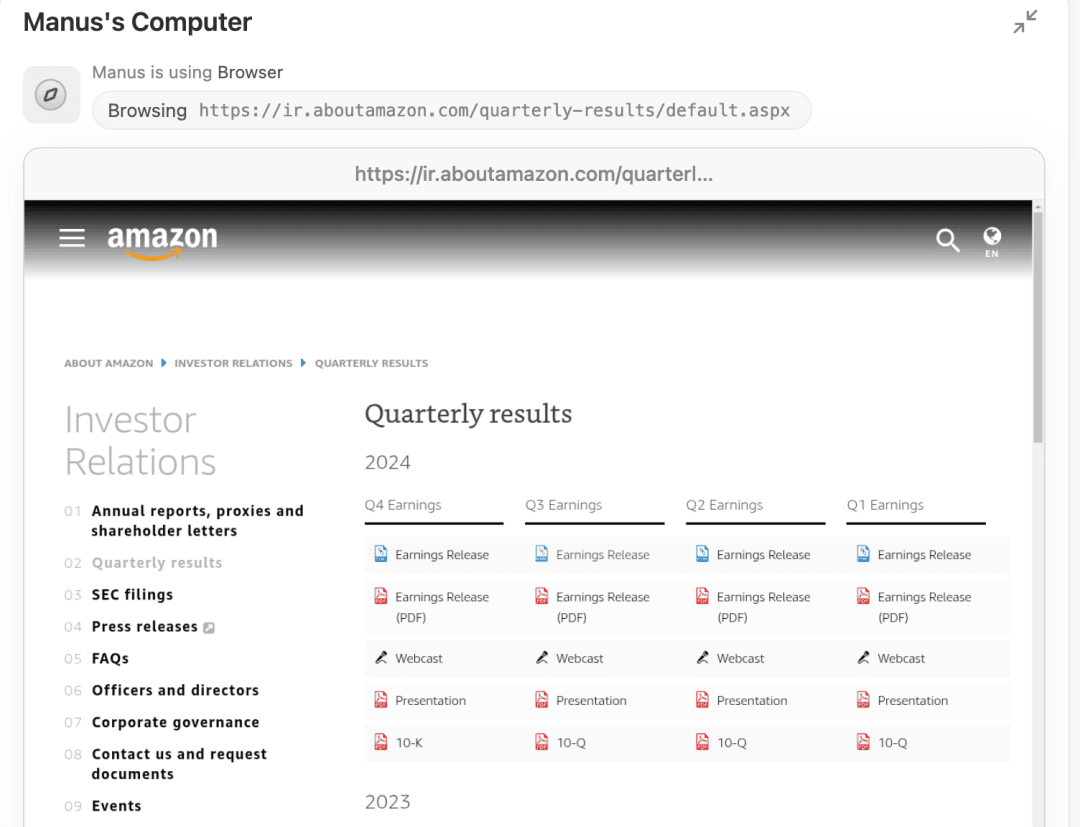 Manus's Computer
Manus is using Browser
Browsing https://ir.aboutamazon.com/quarterly-results/default.aspx
https://ir.aboutamazon.com/quarterl...
amazon
EN
ABOUT AMAZON INVESTOR RELATIONS QUARTERLY RESULTS
Investor
Relations
01 Annual reports, proxies and
shareholder letters
02 Quarterly results
03 SEC filings
04 Press releases
05 FAQs
06 Officers and directors
07 Corporate governance
08 Contact us and request
documents
09 Events
Quarterly results
2024
Q4 Earnings Q3 Earnings Q2 Earnings Q1 Earnings
Earnings Release Earnings Release Earnings Release Earnings Release
Earnings Release Earnings Release Earnings Release Earnings Release
(PDF) (PDF) (PDF) (PDF)
Webcast Webcast Webcast Webcast
Presentation Presentation Presentation Presentation
10-K 10-Q 10-Q 10-Q
2023